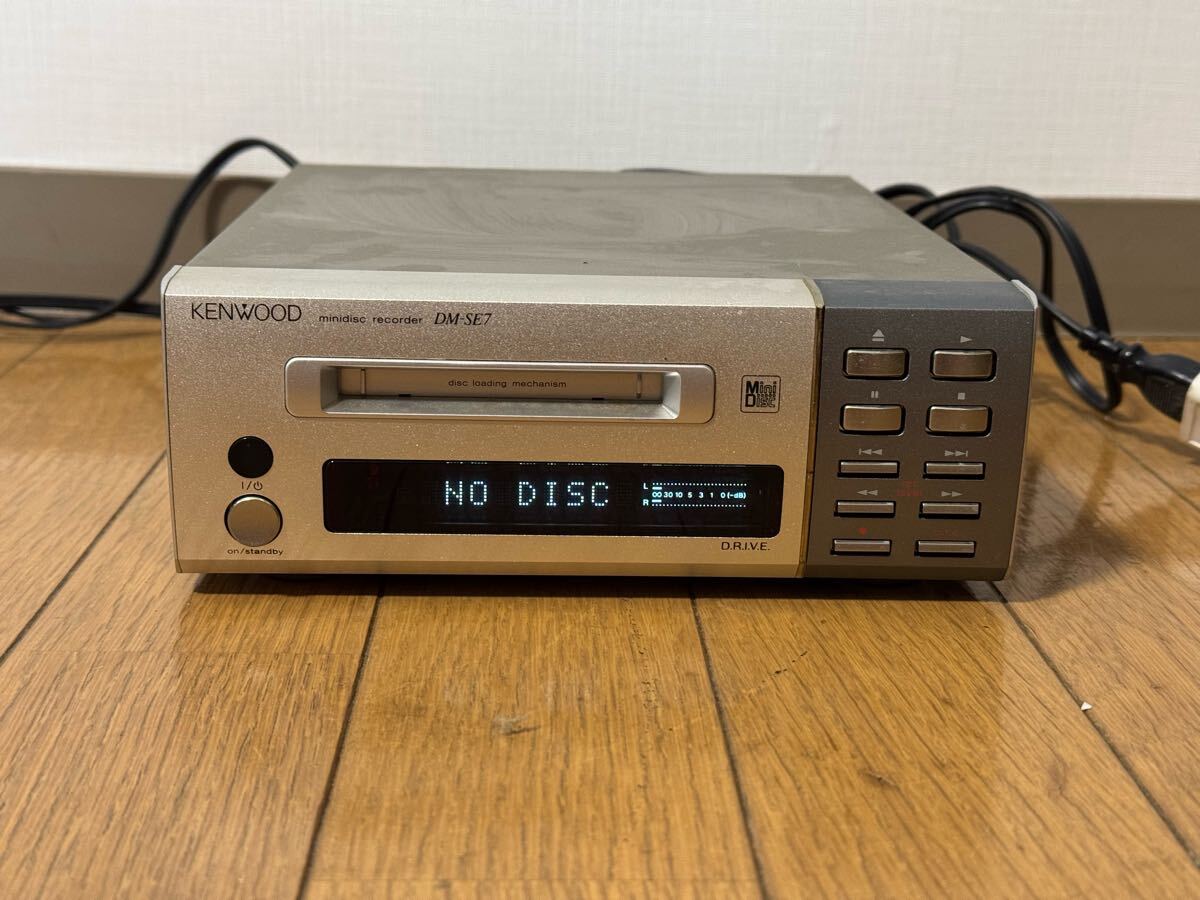 KENWOOD minidisc recorder DM-SE7
disc loading mechanism
MiniDisc
I/⏻
on/standby
NO DISC
L
∞ 30 10 5 3 1 0 (-dB)
R
D.R.I.V.E.